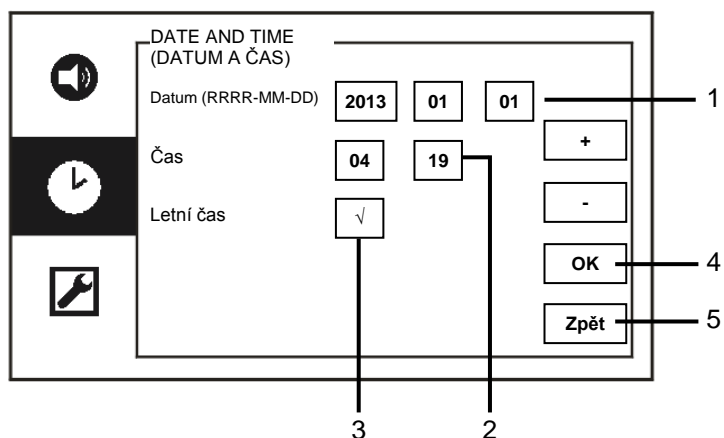 DATE AND TIME
(DATUM A ČAS)
Datum (RRRR-MM-DD) 2013 01 01 1
+
Čas 04 19
-
Letní čas √
OK 4
Zpět 5
3 2